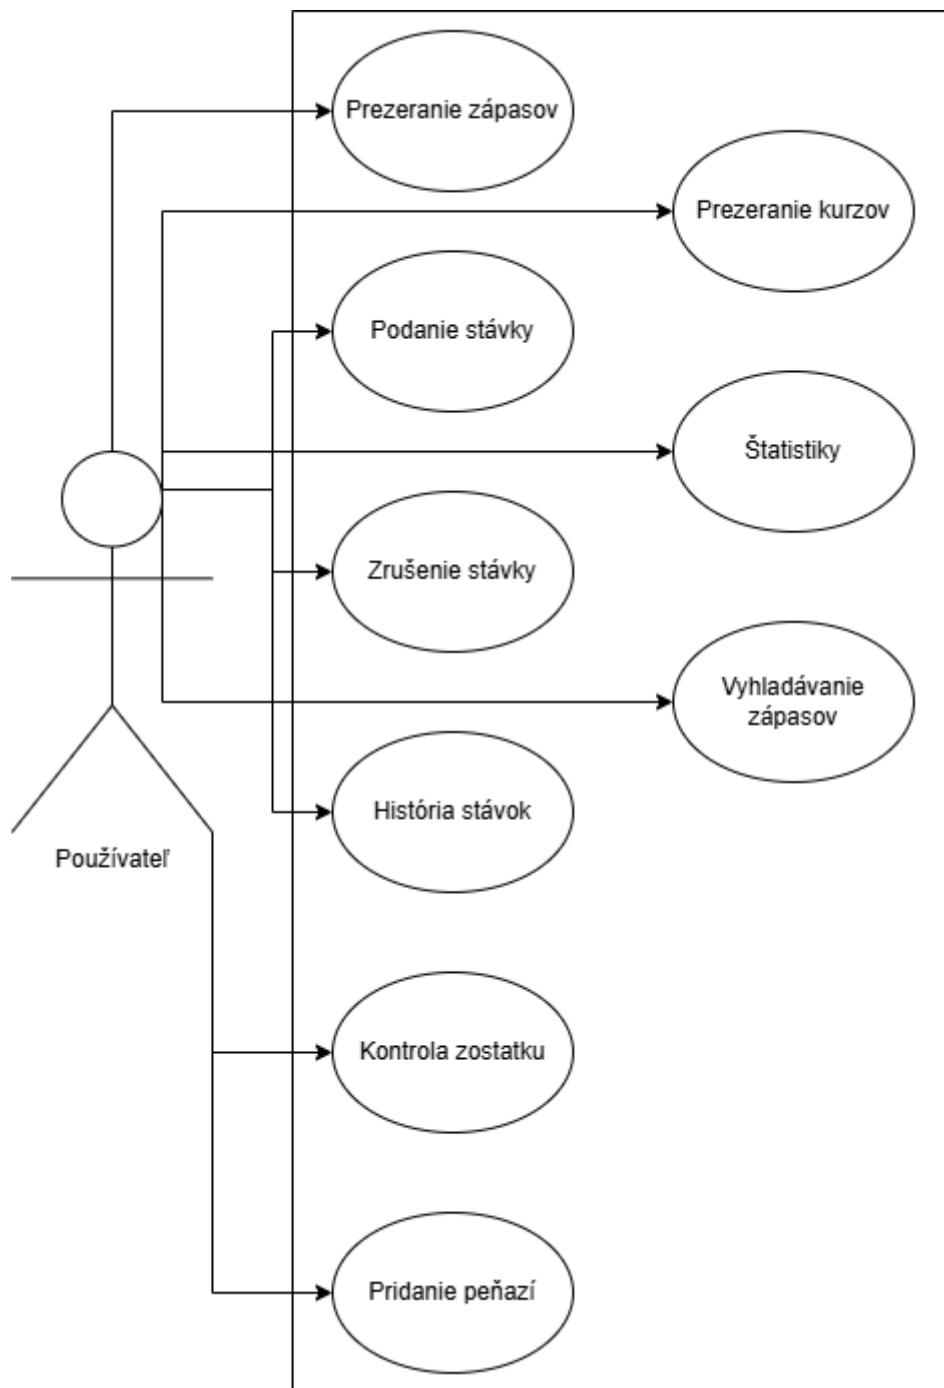 Prezeranie zápasov
Prezeranie kurzov
Podanie stávky
Štatistiky
Zrušenie stávky
Vyhladávanie
zápasov
História stávok
Používateľ
Kontrola zostatku
Pridanie peňazí